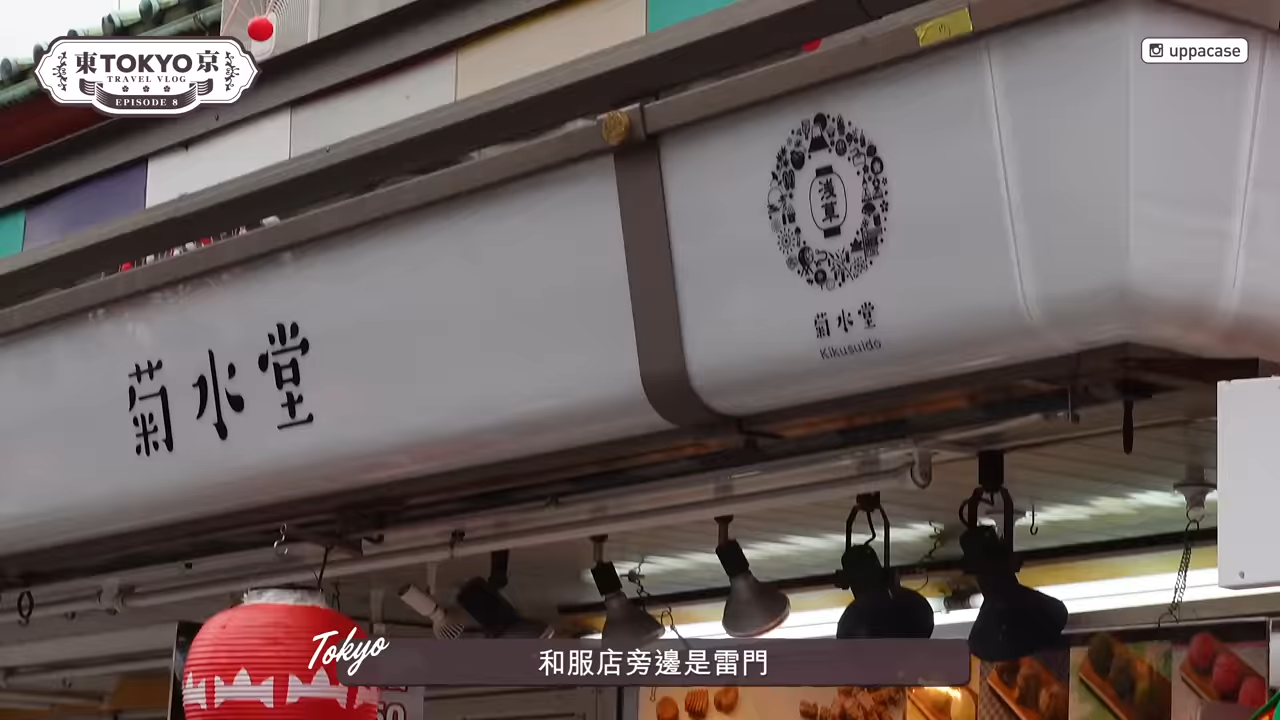 東TOKYO京
TRAVEL VLOG
EPISODE 8
uppacase
浅草
菊水堂
Kikusuido
菊水堂
Tokyo
和服店旁邊是雷門